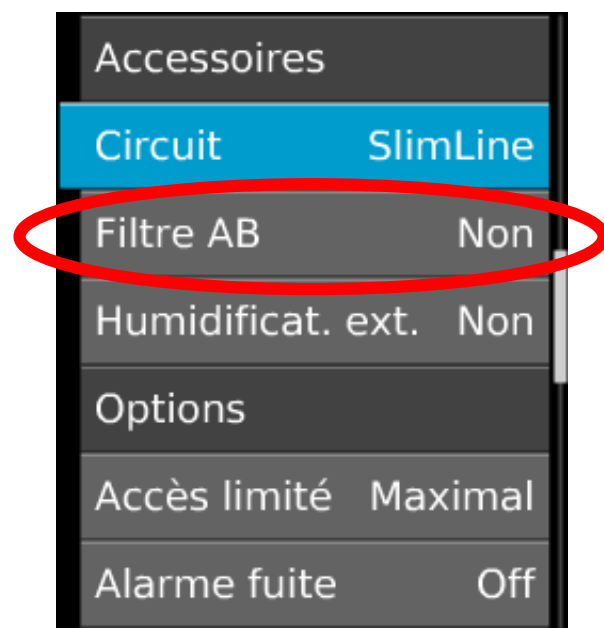 Accessoires
Circuit SlimLine
Filtre AB Non
Humidificat. ext. Non
Options
Accès limité Maximal
Alarme fuite Off